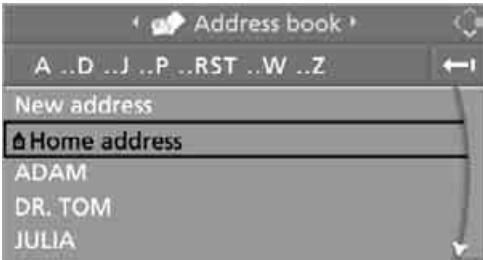 Address book
A ..D ..J ..P ..RST ..W ..Z
New address
Home address
ADAM
DR. TOM
JULIA